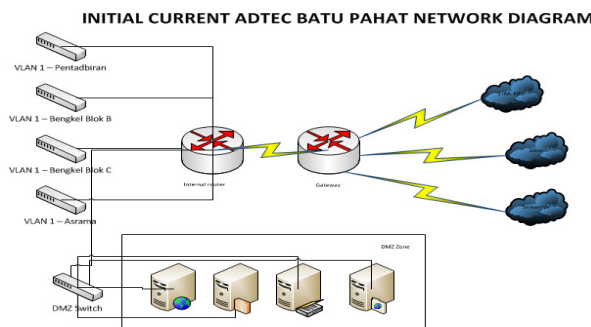 INITIAL CURRENT ADTEC BATU PAHAT NETWORK DIAGRAM
VLAN 1 – Pentadbiran
VLAN 1 – Bengkel Blok B
VLAN 1 – Bengkel Blok C
Internal router
Gateway
VLAN 1 – Asrama
DMZ Zone
DMZ Switch